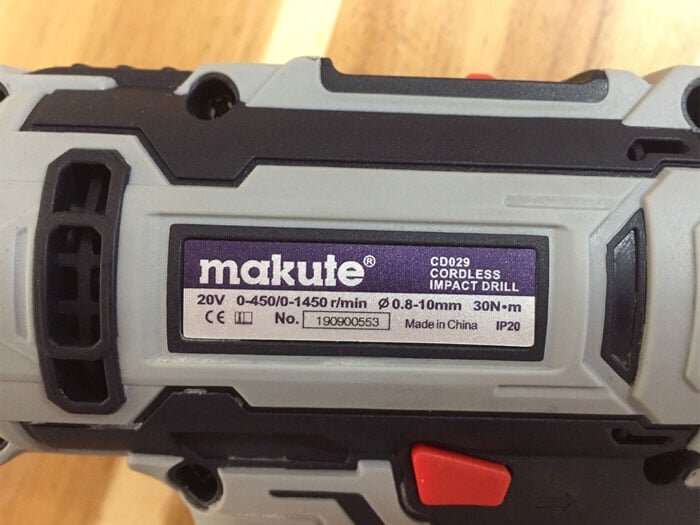 makute®
CD029
CORDLESS
IMPACT DRILL
20V 0-450/0-1450 r/min Ø0.8-10mm 30N•m
CE No. 190900553 Made in China IP20